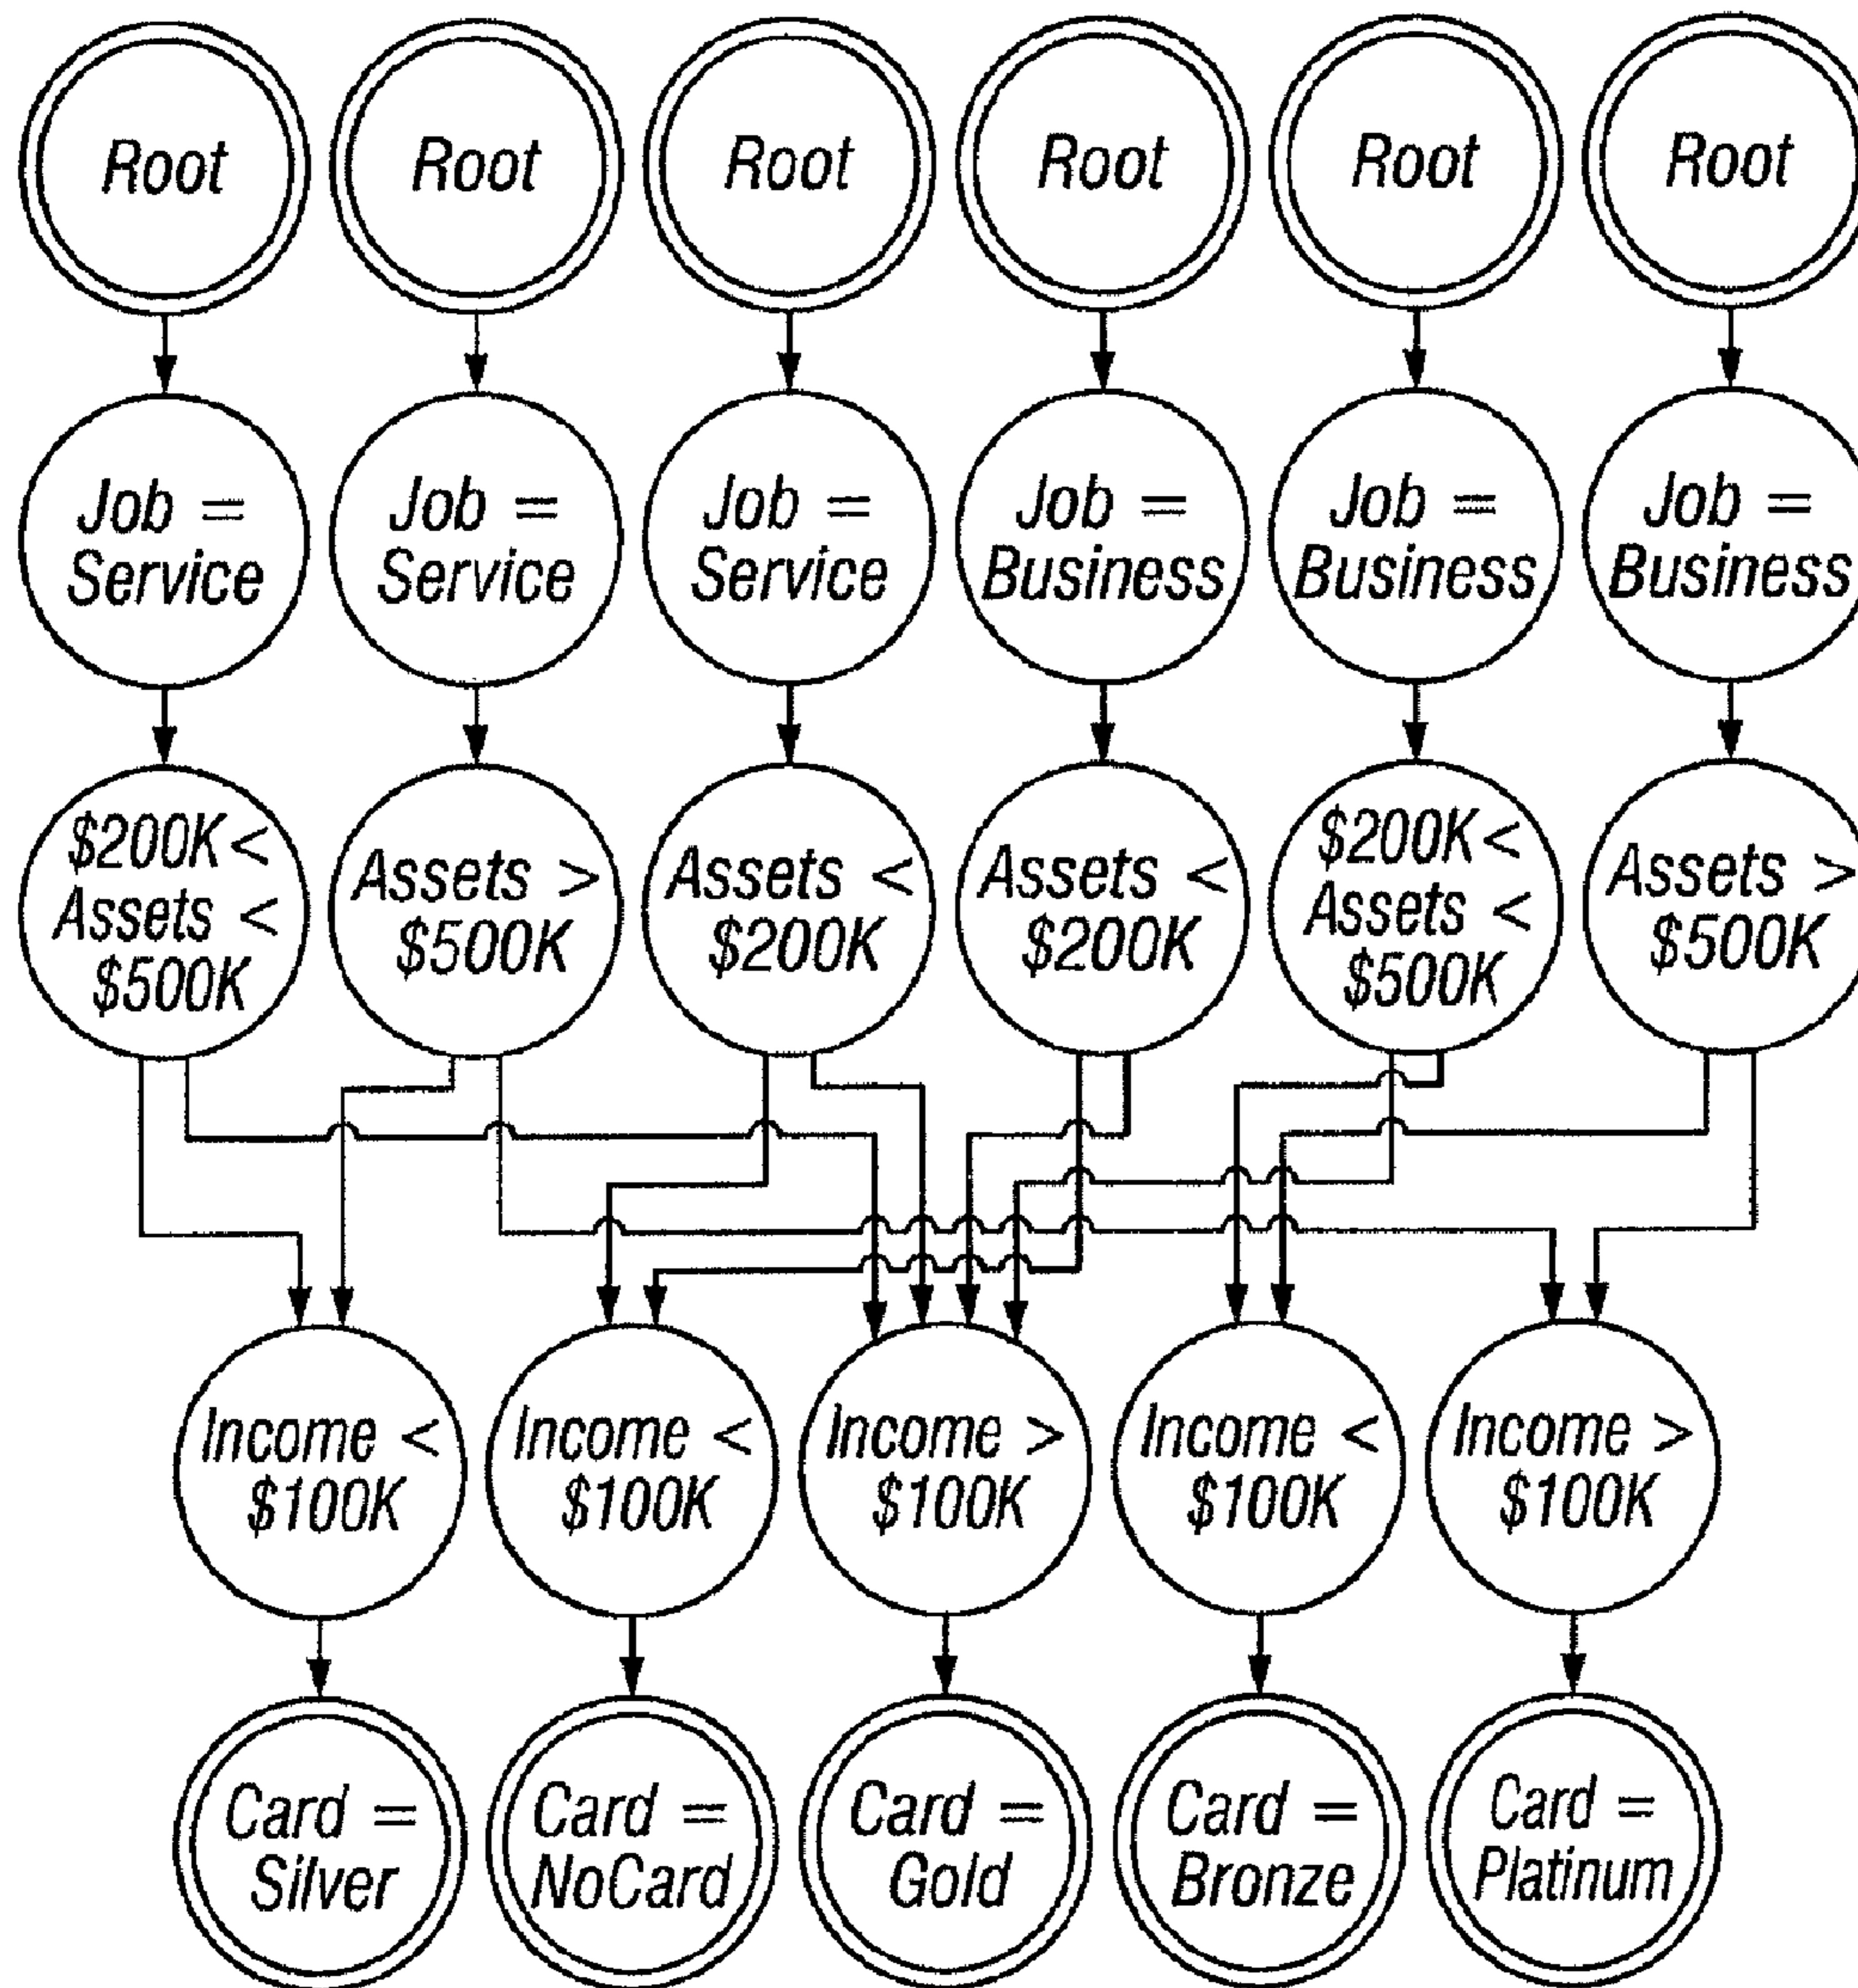 Root
Root
Root
Root
Root
Root
Job =
Service
Job =
Service
Job =
Service
Job =
Business
Job =
Business
Job =
Business
$200K <
Assets <
$500K
Assets >
$500K
Assets <
$200K
Assets <
$200K
$200K <
Assets <
$500K
Assets >
$500K
Income <
$100K
Income <
$100K
Income >
$100K
Income <
$100K
Income >
$100K
Card =
Silver
Card =
NoCard
Card =
Gold
Card =
Bronze
Card =
Platinum